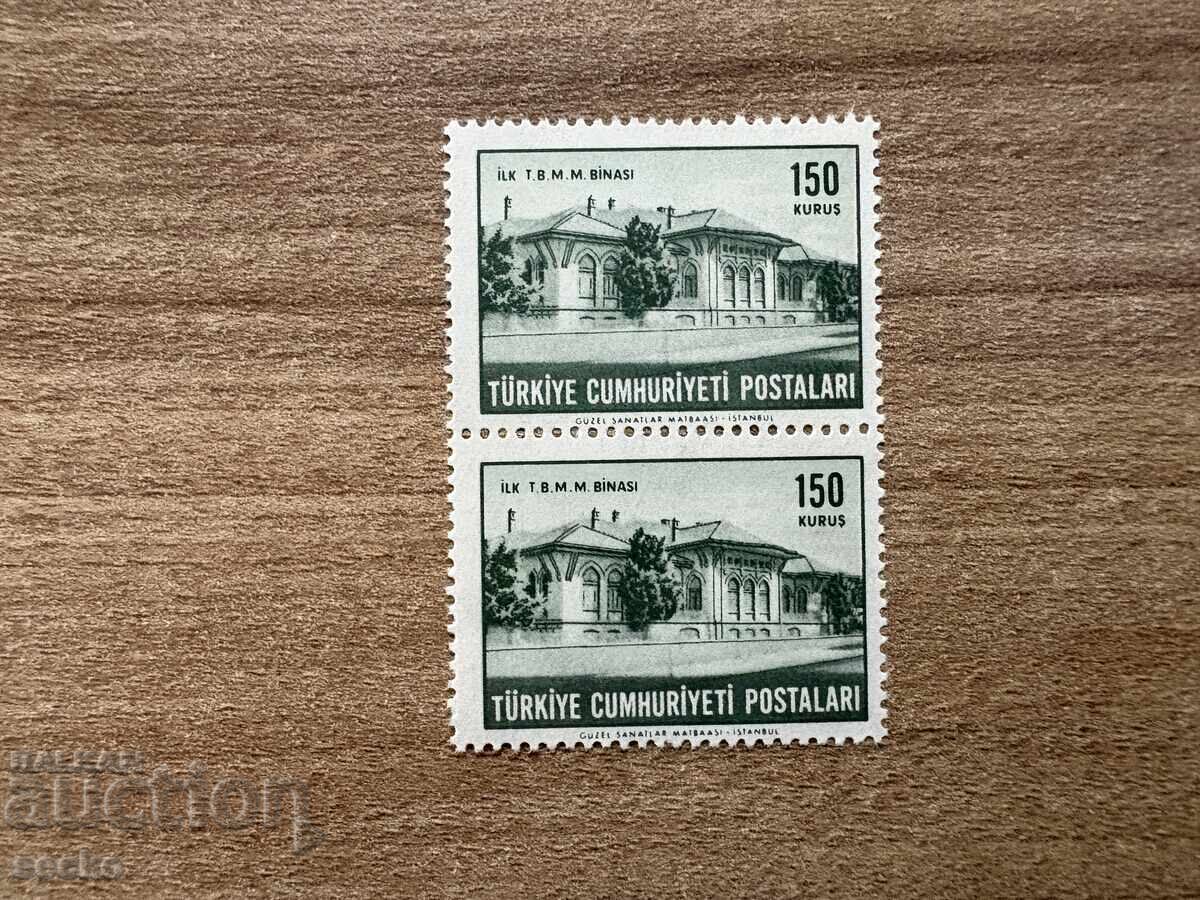 İLK T.B.M.M. BİNASI
150
KURUŞ
TÜRKİYE CUMHURİYETİ POSTALARI
GÜZEL SANATLAR MATBAASI - İSTANBUL
İLK T.B.M.M. BİNASI
150
KURUŞ
TÜRKİYE CUMHURİYETİ POSTALARI
GÜZEL SANATLAR MATBAASI - İSTANBUL
BALKAN
auction
secko